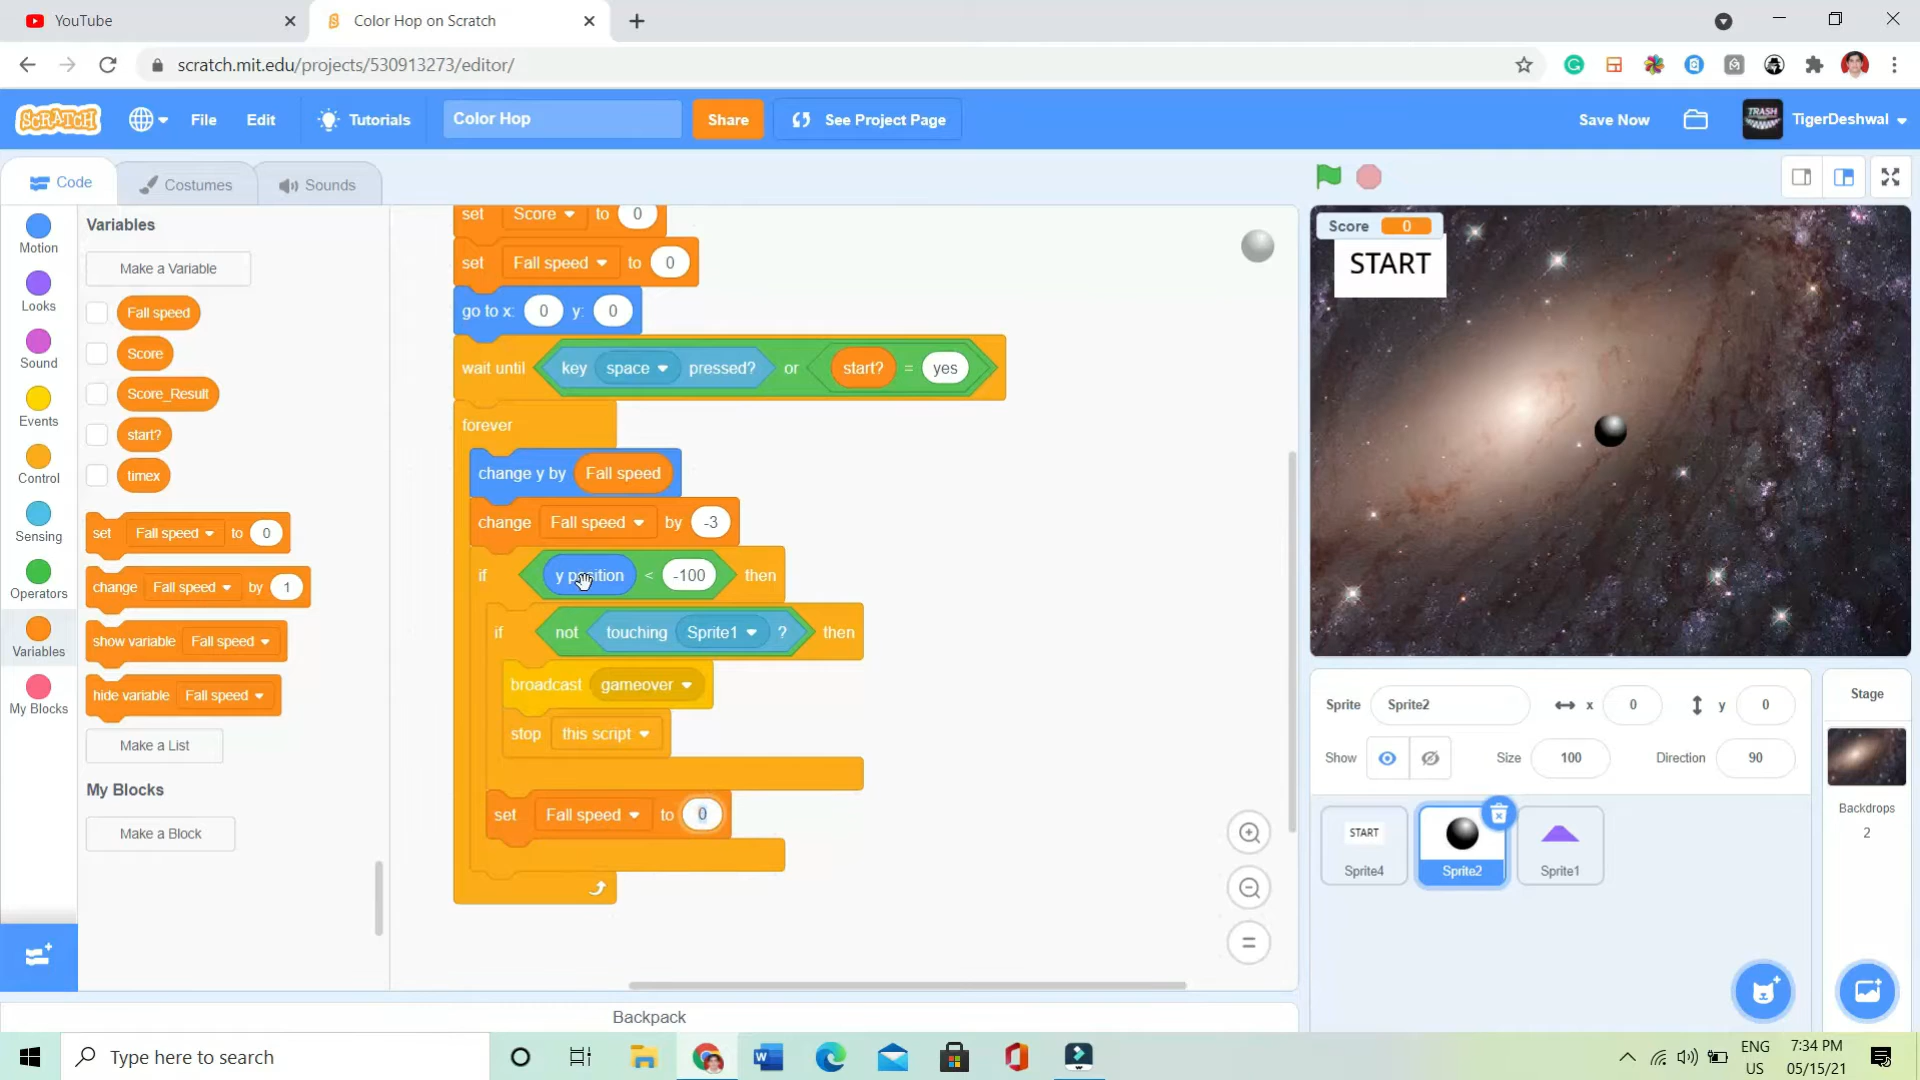 YouTube
Color Hop on Scratch
scratch.mit.edu/projects/530913273/editor/
SCRATCH
File
Edit
Tutorials
Color Hop
Share
See Project Page
Save Now
TRASH
TigerDeshwal
Code
Costumes
Sounds
Motion
Looks
Sound
Events
Control
Sensing
Operators
Variables
My Blocks
Variables
Make a Variable
Fall speed
Score
Score_Result
start?
timex
set Fall speed to 0
change Fall speed by 1
show variable Fall speed
hide variable Fall speed
Make a List
My Blocks
Make a Block
set Score to 0
set Fall speed to 0
go to x: 0 y: 0
wait until key space pressed? or start? = yes
forever
change y by Fall speed
change Fall speed by -3
if y position < -100 then
if not touching Sprite1 ? then
broadcast gameover
stop this script
set Fall speed to 0
Backpack
Score 0
START
Sprite Sprite2 x 0 y 0
Show Size 100 Direction 90
START
Sprite4
Sprite2
Sprite1
Stage
Backdrops
2
Type here to search
ENG
US
7:34 PM
05/15/21